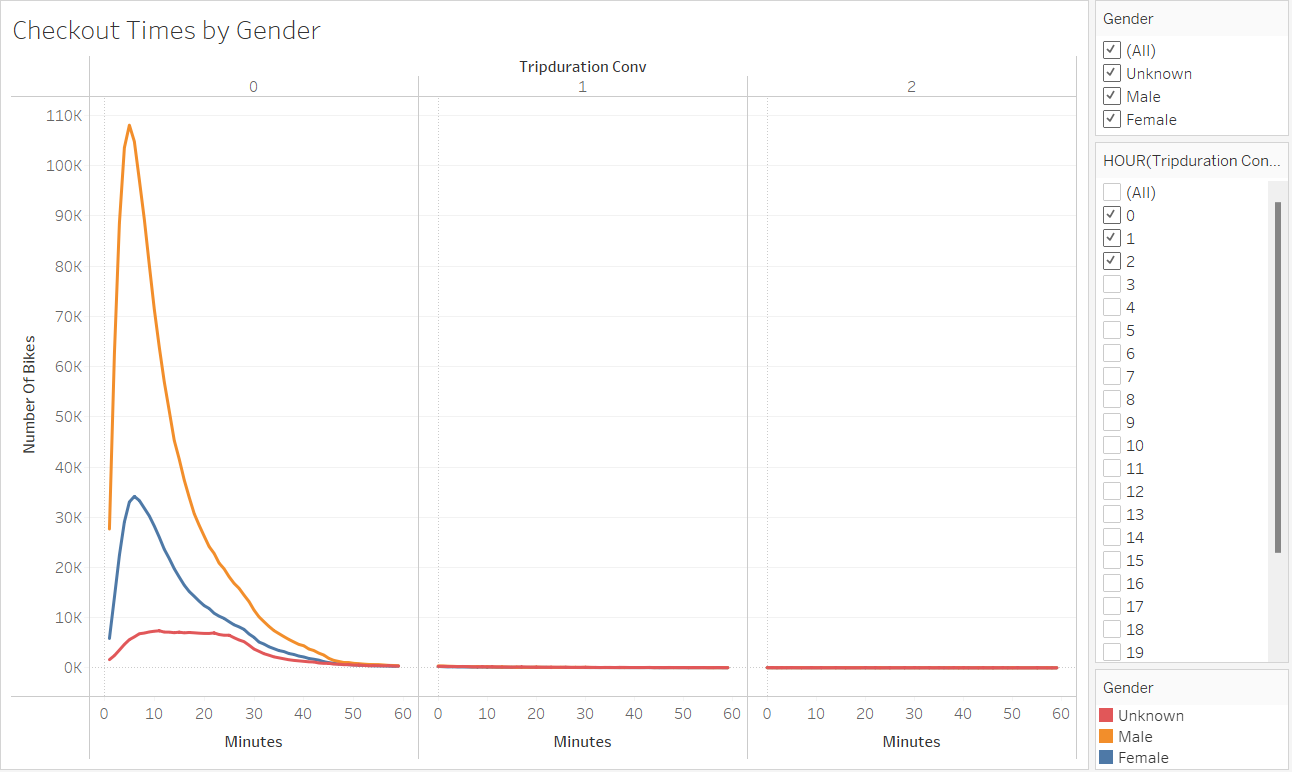 Checkout Times by Gender
Tripduration Conv
0 1 2
110K
100K
90K
80K
70K
60K
50K
40K
30K
20K
10K
0K
Number Of Bikes
0 10 20 30 40 50 60 0 10 20 30 40 50 60 0 10 20 30 40 50 60
Minutes Minutes Minutes
Gender
(All)
Unknown
Male
Female
HOUR(Tripduration Con...
(All)
0
1
2
3
4
5
6
7
8
9
10
11
12
13
14
15
16
17
18
19
Gender
Unknown
Male
Female